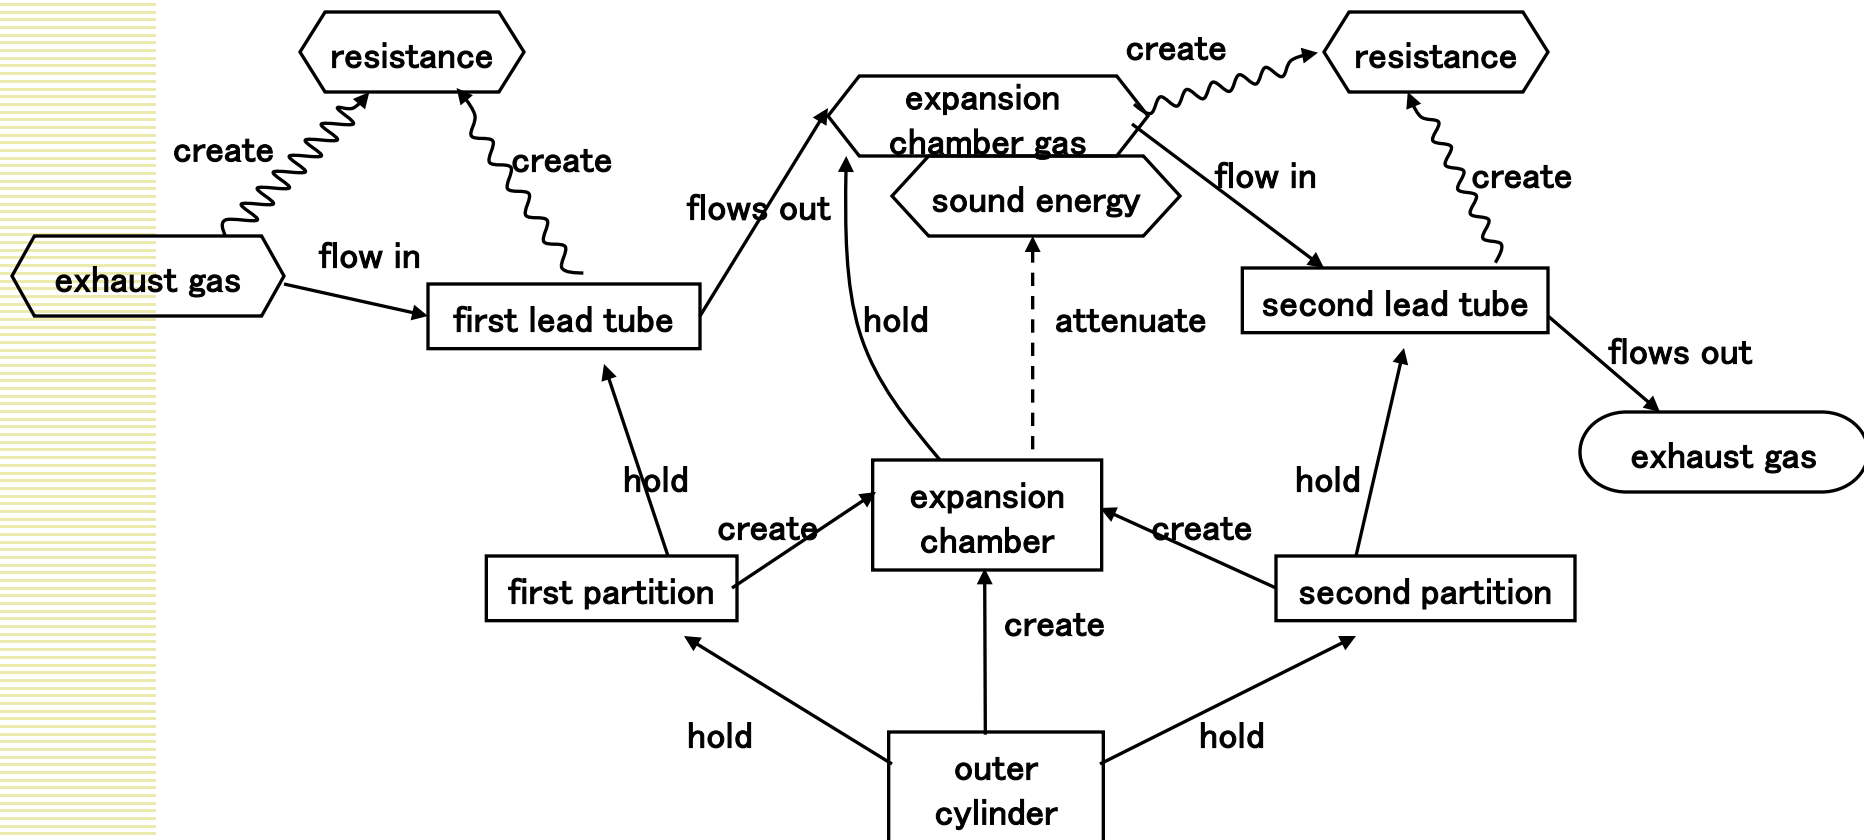 resistance
create
resistance
expansion
chamber gas
create
create
flow in
create
sound energy
flows out
flow in
exhaust gas
second lead tube
first lead tube
hold
attenuate
flows out
exhaust gas
hold
hold
expansion
chamber
create
create
first partition
second partition
create
hold
hold
outer
cylinder